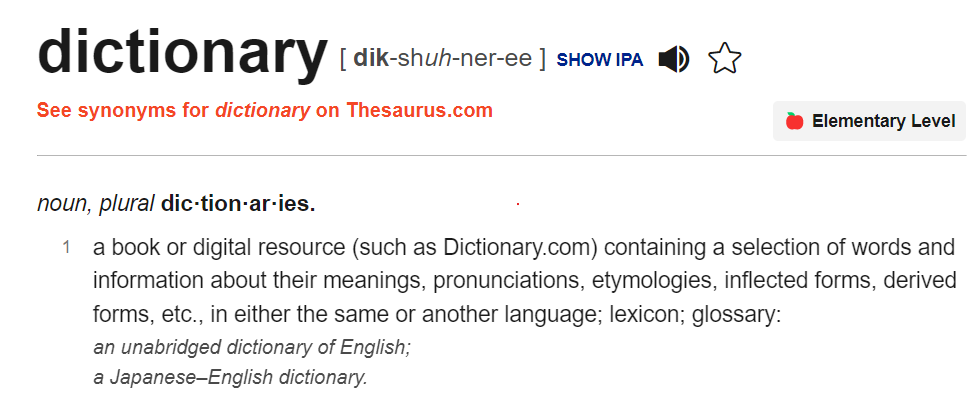 dictionary [ dik-shuh-ner-ee ] SHOW IPA
See synonyms for dictionary on Thesaurus.com
Elementary Level
noun, plural dic·tion·ar·ies.
1 a book or digital resource (such as Dictionary.com) containing a selection of words and
information about their meanings, pronunciations, etymologies, inflected forms, derived
forms, etc., in either the same or another language; lexicon; glossary:
an unabridged dictionary of English;
a Japanese–English dictionary.